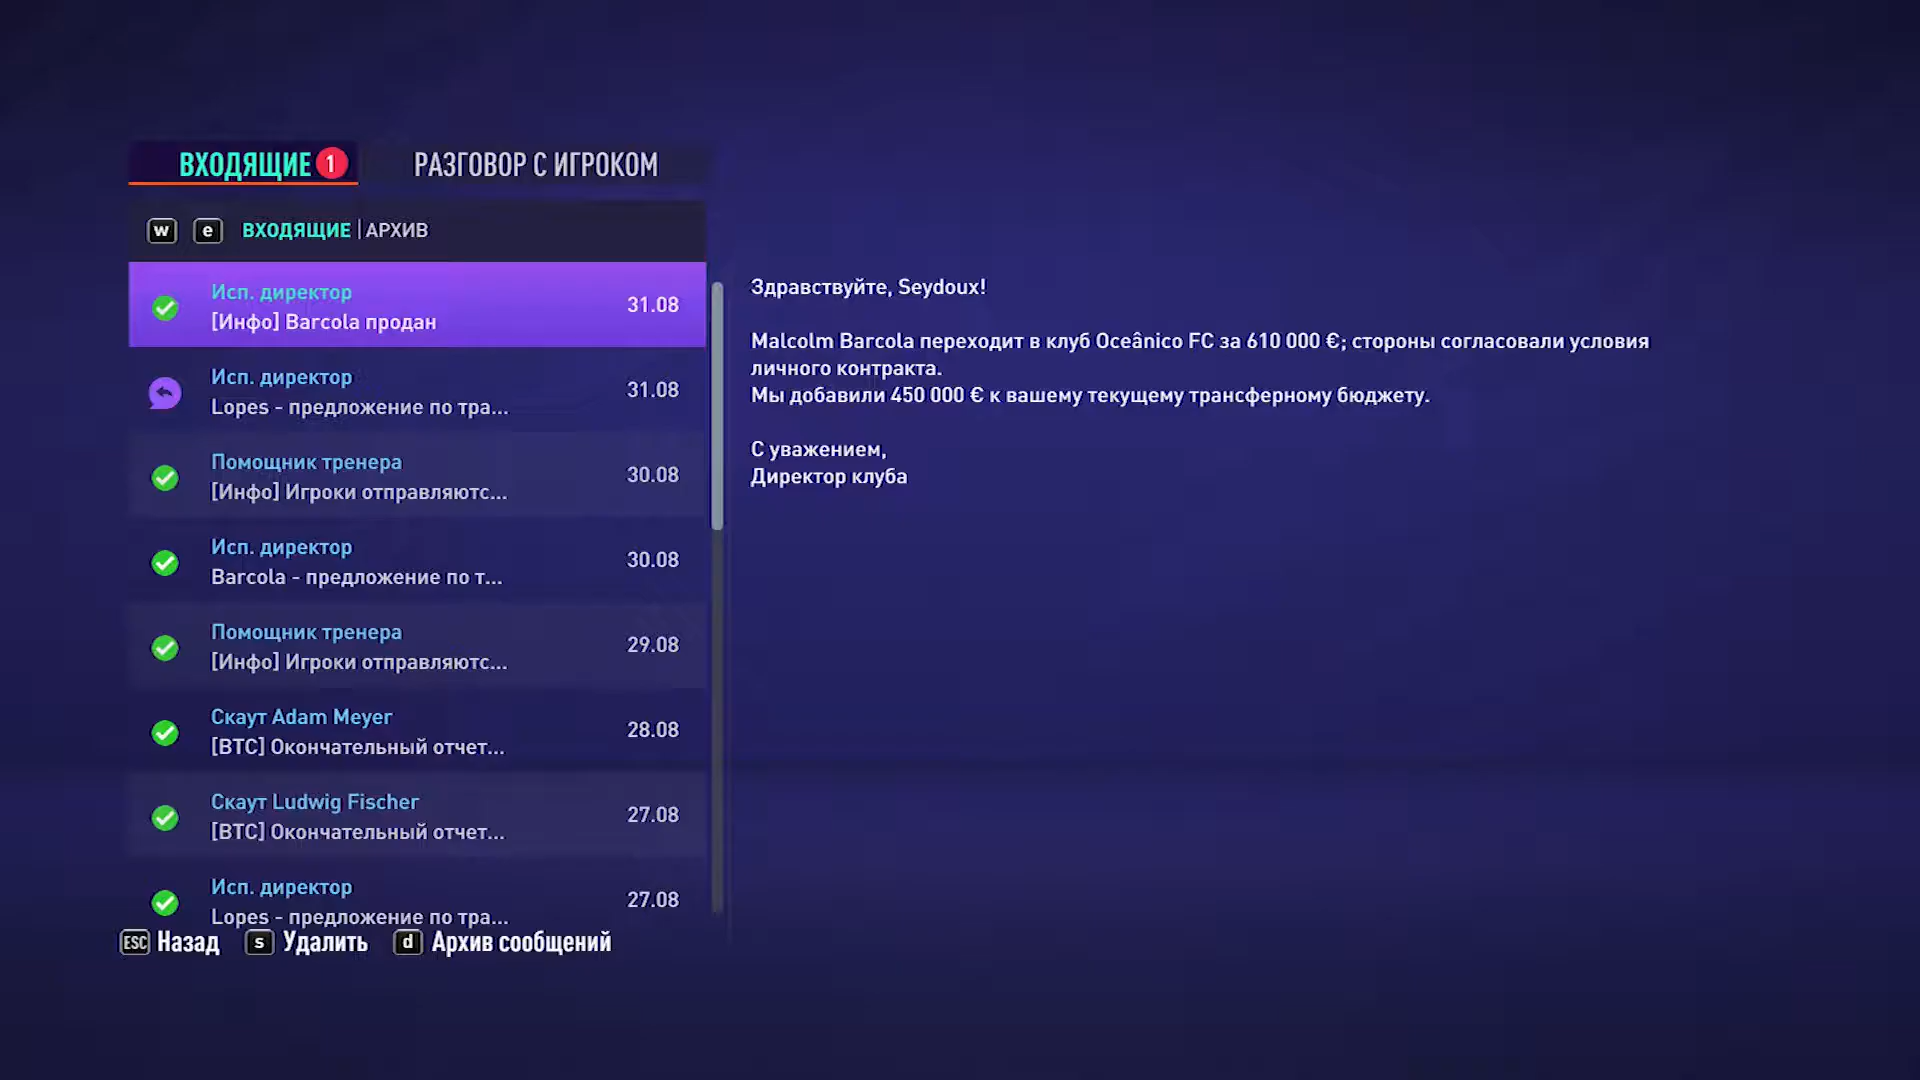 ВХОДЯЩИЕ 1 РАЗГОВОР С ИГРОКОМ
w e ВХОДЯЩИЕ | АРХИВ
Исп. директор
[Инфо] Barcola продан
31.08
Исп. директор
Lopes - предложение по тра...
31.08
Помощник тренера
[Инфо] Игроки отправляютс...
30.08
Исп. директор
Barcola - предложение по т...
30.08
Помощник тренера
[Инфо] Игроки отправляютс...
29.08
Скаут Adam Meyer
[ВТС] Окончательный отчет...
28.08
Скаут Ludwig Fischer
[ВТС] Окончательный отчет...
27.08
Исп. директор
Lopes - предложение по тра...
27.08
Здравствуйте, Seydoux!
Malcolm Barcola переходит в клуб Oceânico FC за 610 000 €; стороны согласовали условия
личного контракта.
Мы добавили 450 000 € к вашему текущему трансферному бюджету.
С уважением,
Директор клуба
ESC Назад s Удалить d Архив сообщений